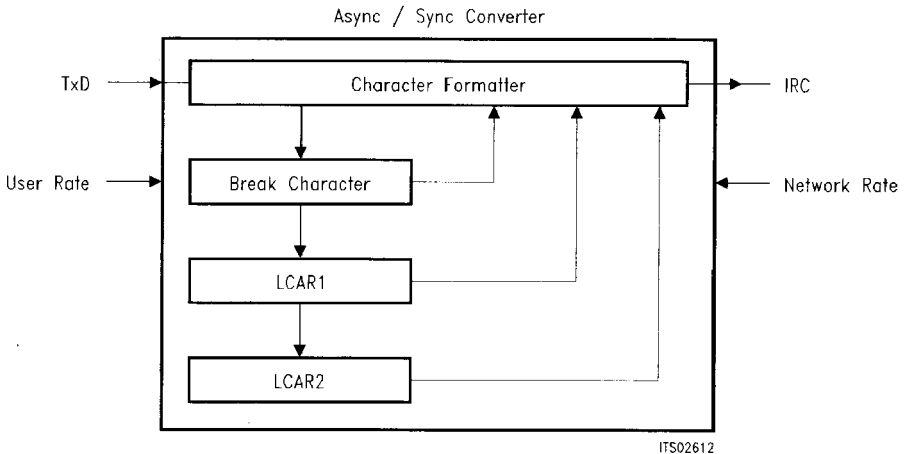 Async / Sync Converter
TxD
Character Formatter
IRC
User Rate
Break Character
Network Rate
LCAR1
LCAR2
ITS02612